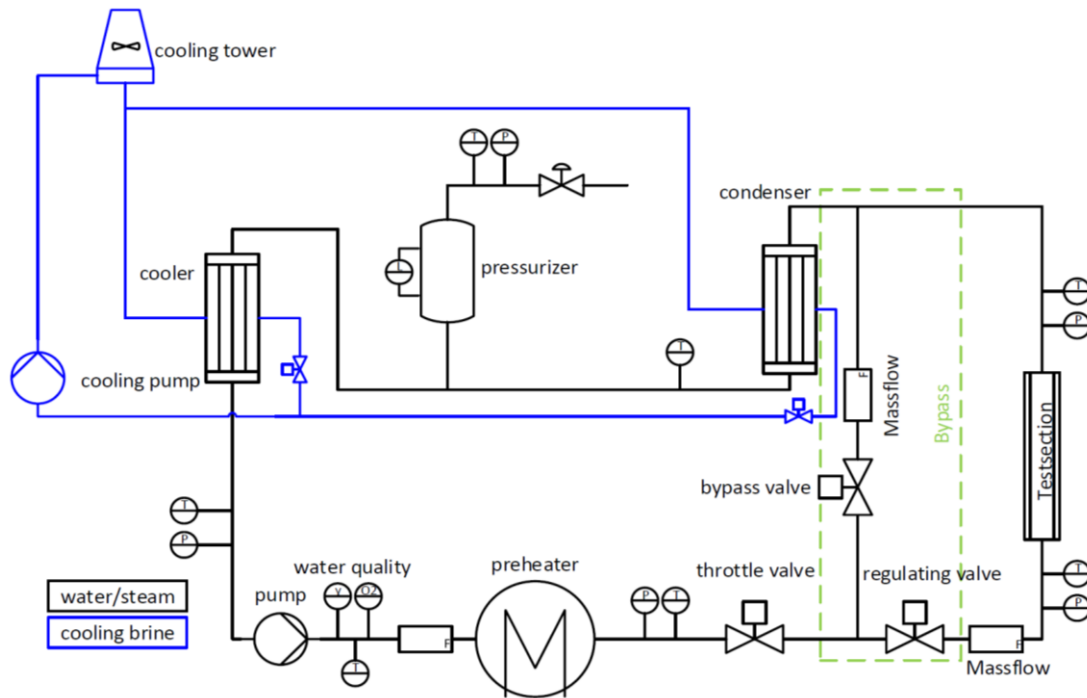 cooling tower
T
P
condenser
cooler
L
pressurizer
T
T
P
cooling pump
F
Massflow
Bypass
Testsection
bypass valve
T
P
water quality
preheater
throttle valve
regulating valve
T
P
water/steam
pump
γ
O2
P
T
cooling brine
T
F
F
Massflow